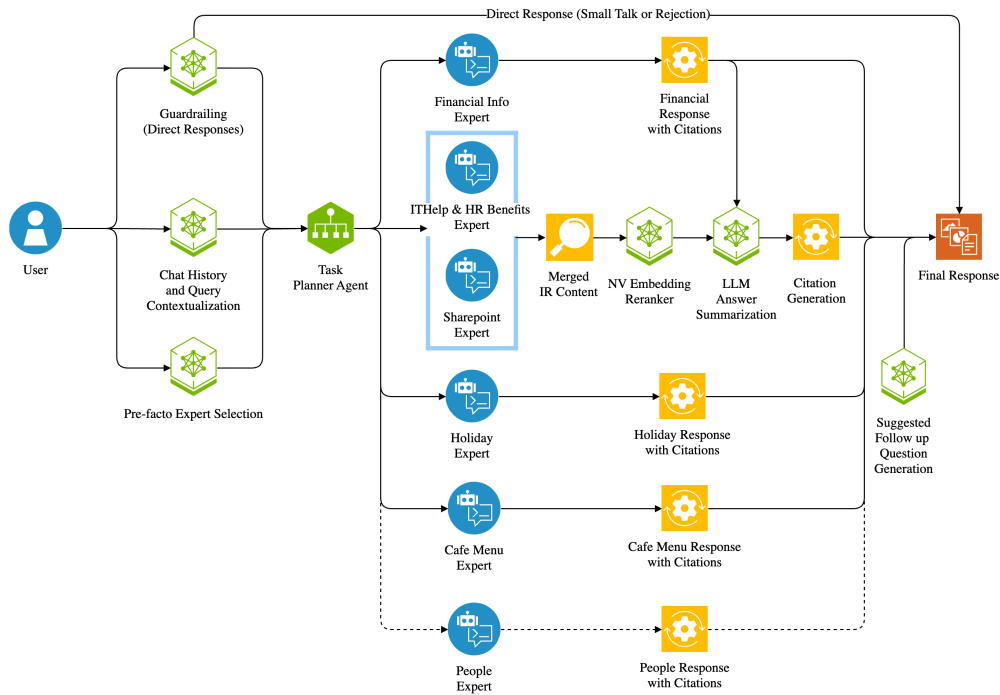 Direct Response (Small Talk or Rejection)
Guardrailing
(Direct Responses)
User
Chat History
and Query
Contextualization
Pre-facto Expert Selection
Task
Planner Agent
Financial Info
Expert
ITHelp & HR Benefits
Expert
Sharepoint
Expert
Holiday
Expert
Cafe Menu
Expert
People
Expert
Merged
IR Content
NV Embedding
Reranker
Financial
Response
with Citations
LLM
Answer
Summarization
Citation
Generation
Holiday Response
with Citations
Cafe Menu Response
with Citations
People Response
with Citations
Final Response
Suggested
Follow up
Question
Generation